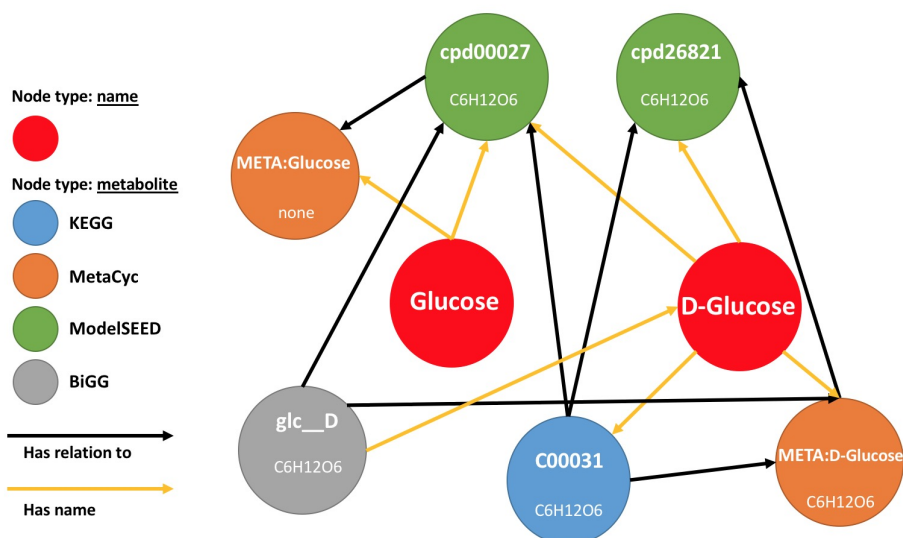 Node type: name
Node type: metabolite
KEGG
MetaCyc
ModelSEED
BiGG
Has relation to
Has name
cpd00027
C6H12O6
cpd26821
C6H12O6
META:Glucose
none
Glucose
D-Glucose
glc__D
C6H12O6
C00031
C6H12O6
META:D-Glucose
C6H12O6